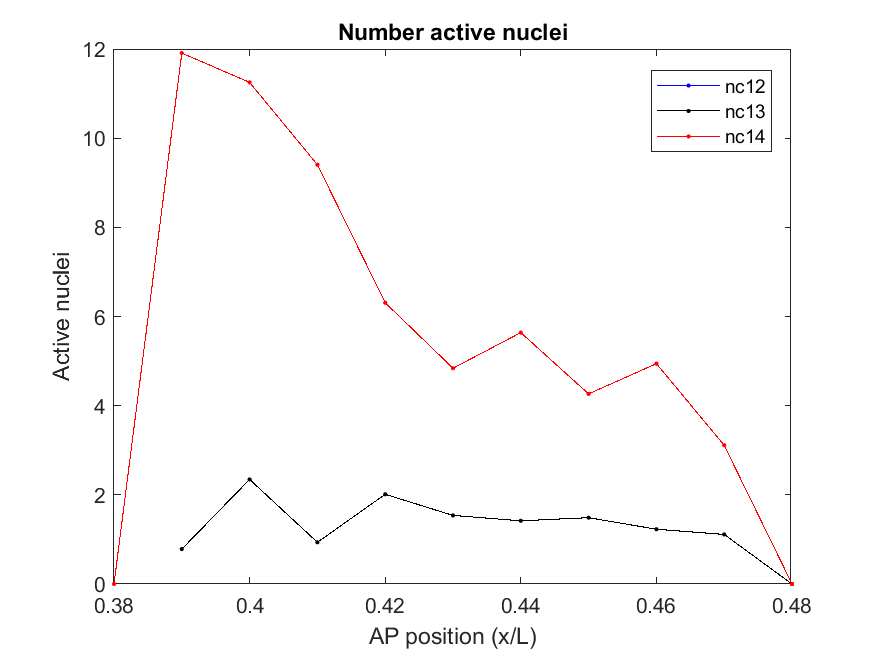 Number active nuclei
12
10
8
6
4
2
0
Active nuclei
nc12
nc13
nc14
0.38
0.4
0.42
0.44
0.46
0.48
AP position (x/L)